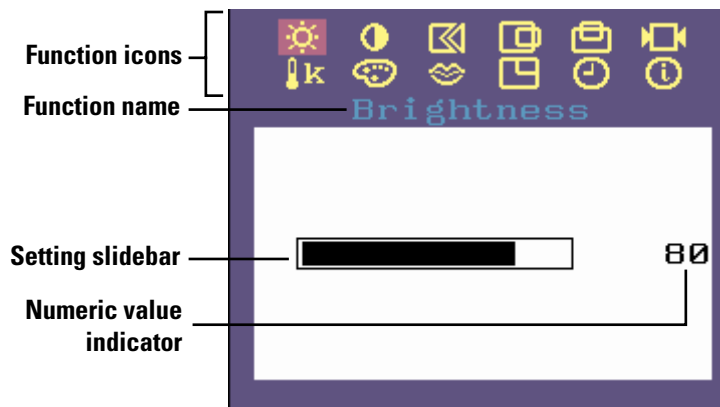 Function icons
k
Function name
Brightness
Setting slidebar
80
Numeric value
indicator